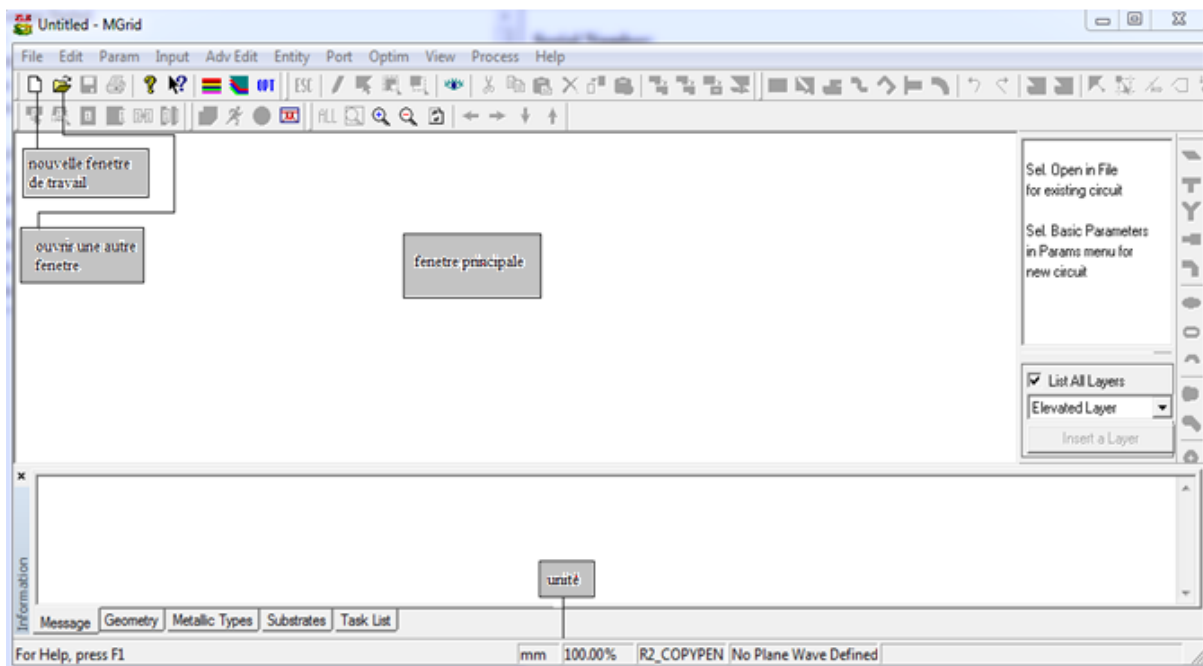 Untitled - MGrid
File Edit Param Input Adv Edit Entity Port Optim View Process Help
OPT ESC
ALL
nouvelle fenetre
de travail
ouvrir une autre
fenetre
fenetre principale
Sel. Open in File
for existing circuit
Sel. Basic Parameters
in Params menu for
new circuit
List All Layers
Elevated Layer
Insert a Layer
Information
unité
Message Geometry Metallic Types Substrates Task List
For Help, press F1 mm 100.00% R2_COPYPEN No Plane Wave Defined